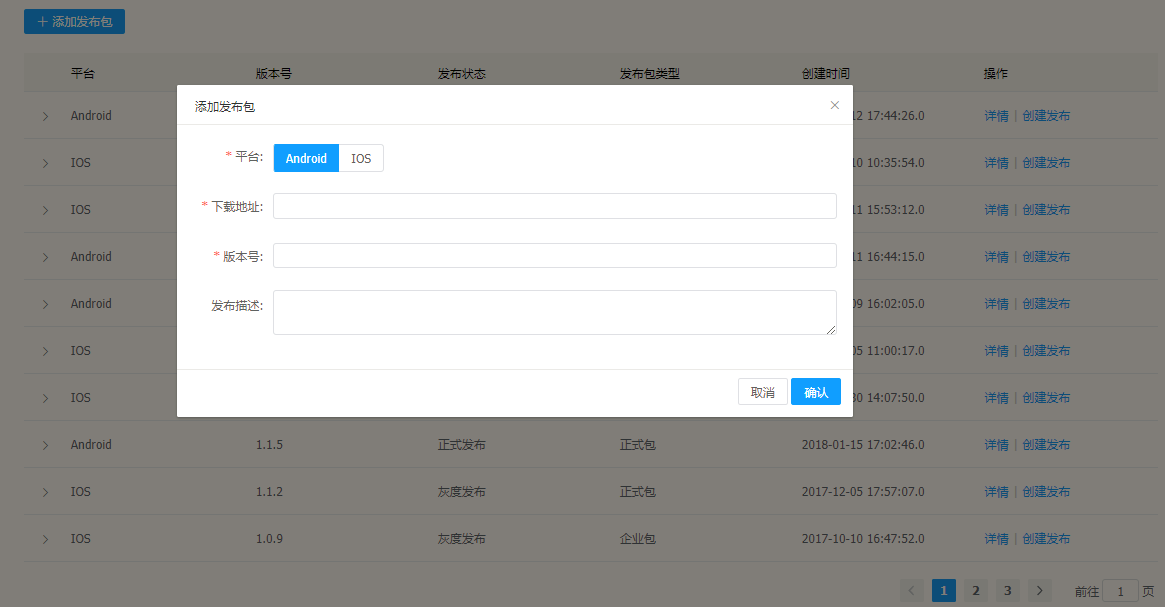 添加发布包
平台 版本号 发布状态 发布包类型 创建时间 操作
添加发布包
Android 12 17:44:26.0 详情 | 创建发布
* 平台: Android IOS
IOS 10 10:35:54.0 详情 | 创建发布
* 下载地址:
IOS 11 15:53:12.0 详情 | 创建发布
* 版本号:
Android 11 16:44:15.0 详情 | 创建发布
发布描述:
Android 09 16:02:05.0 详情 | 创建发布
IOS 05 11:00:17.0 详情 | 创建发布
取消 确认
IOS 30 14:07:50.0 详情 | 创建发布
Android 1.1.5 正式发布 正式包 2018-01-15 17:02:46.0 详情 | 创建发布
IOS 1.1.2 灰度发布 正式包 2017-12-05 17:57:07.0 详情 | 创建发布
IOS 1.0.9 灰度发布 企业包 2017-10-10 16:47:52.0 详情 | 创建发布
1 2 3 前往 1 页